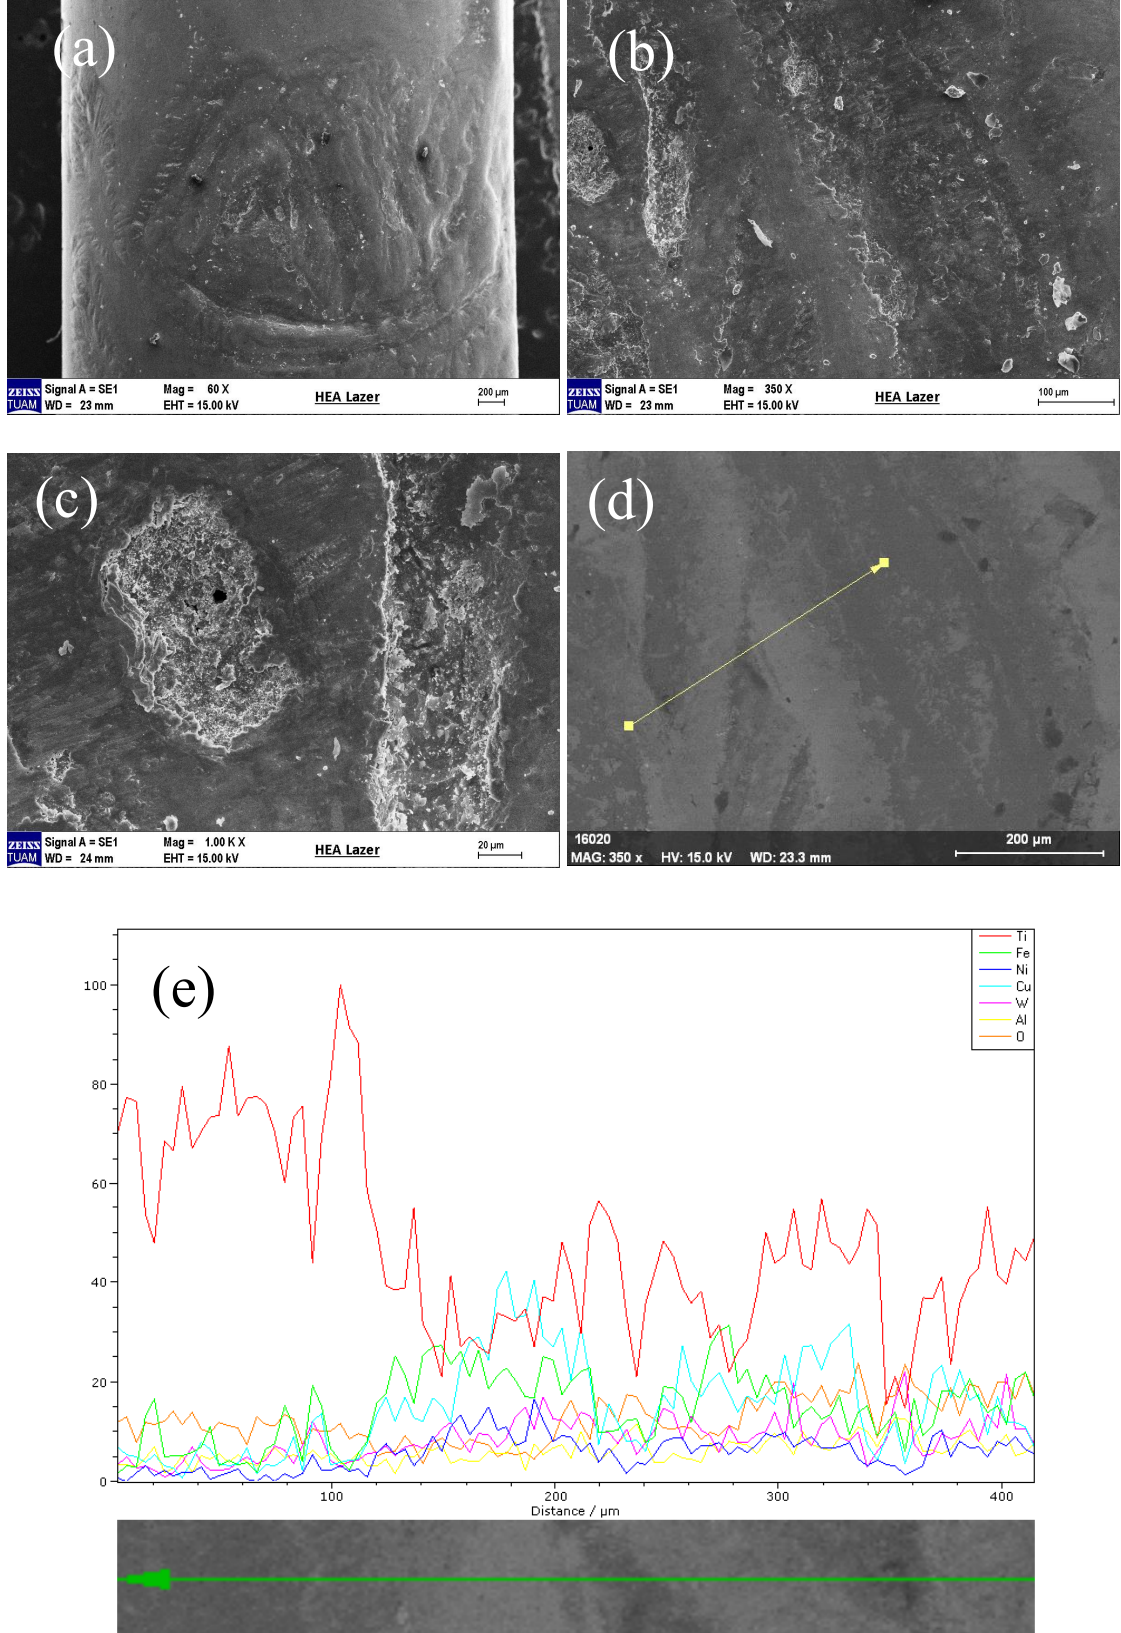 (a)
ZEISS
TUAM
Signal A = SE1
WD = 23 mm
Mag = 60 X
EHT = 15.00 kV
HEA Lazer
200 µm
(b)
ZEISS
TUAM
Signal A = SE1
WD = 23 mm
Mag = 350 X
EHT = 15.00 kV
HEA Lazer
100 µm
(c)
ZEISS
TUAM
Signal A = SE1
WD = 24 mm
Mag = 1.00 K X
EHT = 15.00 kV
HEA Lazer
20 µm
(d)
16020
MAG: 350 x HV: 15.0 kV WD: 23.3 mm
200 µm
(e)
Ti
Fe
Ni
Cu
W
Al
O
100
80
60
40
20
0
100 200 300 400
Distance / µm